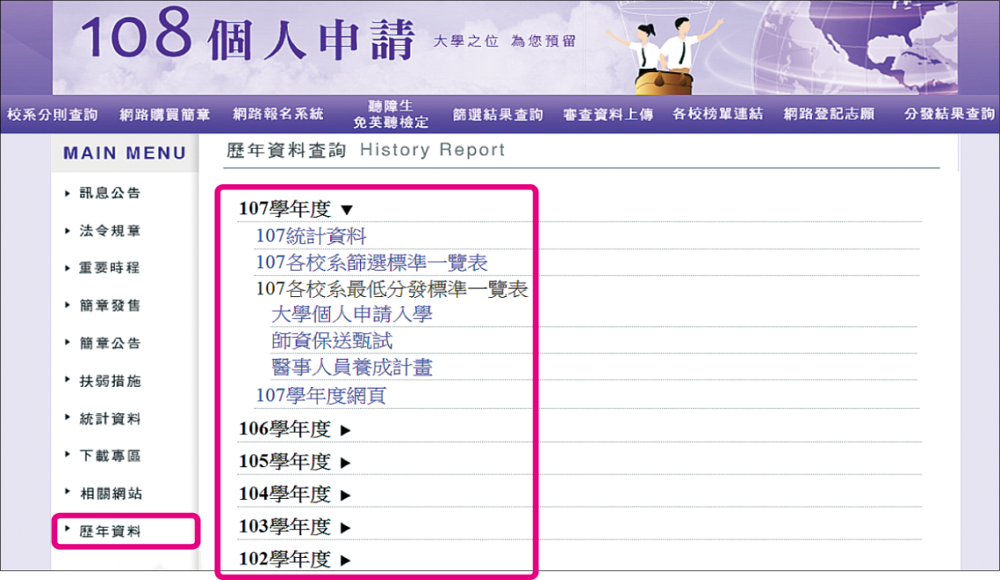 108個人申請 大學之位 為您預留
校系分則查詢 網路購買簡章 網路報名系統 聽障生免英聽檢定 篩選結果查詢 審查資料上傳 各校榜單連結 網路登記志願 分發結果查詢
MAIN MENU
訊息公告
法令規章
重要時程
簡章發售
簡章公告
扶弱措施
統計資料
下載專區
相關網站
歷年資料
歷年資料查詢 History Report
107學年度 ▼
107統計資料
107各校系篩選標準一覽表
107各校系最低分發標準一覽表
大學個人申請入學
師資保送甄試
醫事人員養成計畫
107學年度網頁
106學年度 ▶
105學年度 ▶
104學年度 ▶
103學年度 ▶
102學年度 ▶